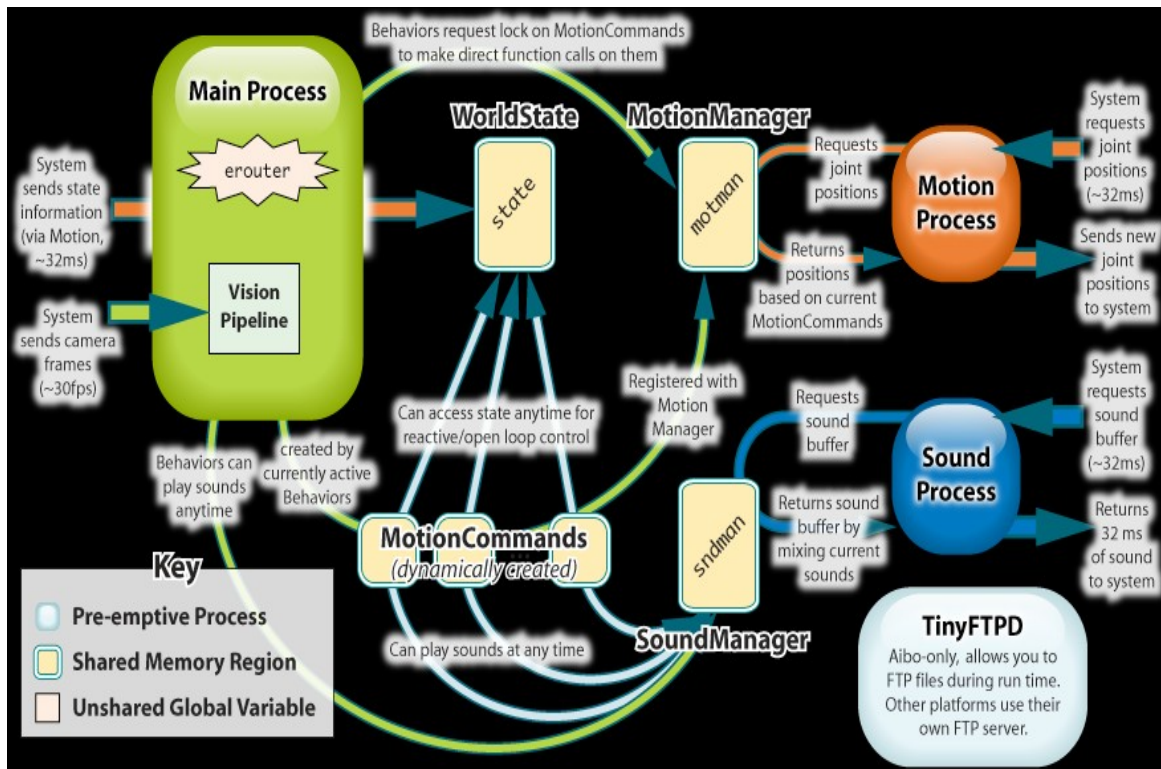 Behaviors request lock on MotionCommands
to make direct function calls on them
Main Process
erouter
Vision
Pipeline
System
sends state
information
(via Motion,
~32ms)
System
sends camera
frames
(~30fps)
WorldState
state
MotionManager
motman
Requests
joint
positions
Returns
positions
based on current
MotionCommands
Motion
Process
System
requests
joint
positions
(~32ms)
Sends new
joint
positions
to system
Can access state anytime for
reactive/open loop control
Registered with
Motion
Manager
Behaviors can
play sounds
anytime
created by
currently active
Behaviors
MotionCommands
(dynamically created)
...
Can play sounds at any time
sndman
SoundManager
Requests
sound
buffer
Returns sound
buffer by
mixing current
sounds
Sound
Process
System
requests
sound
buffer
(~32ms)
Returns
32 ms
of sound
to system
Key
Pre-emptive Process
Shared Memory Region
Unshared Global Variable
TinyFTPD
Aibo-only, allows you to
FTP files during run time.
Other platforms use their
own FTP server.